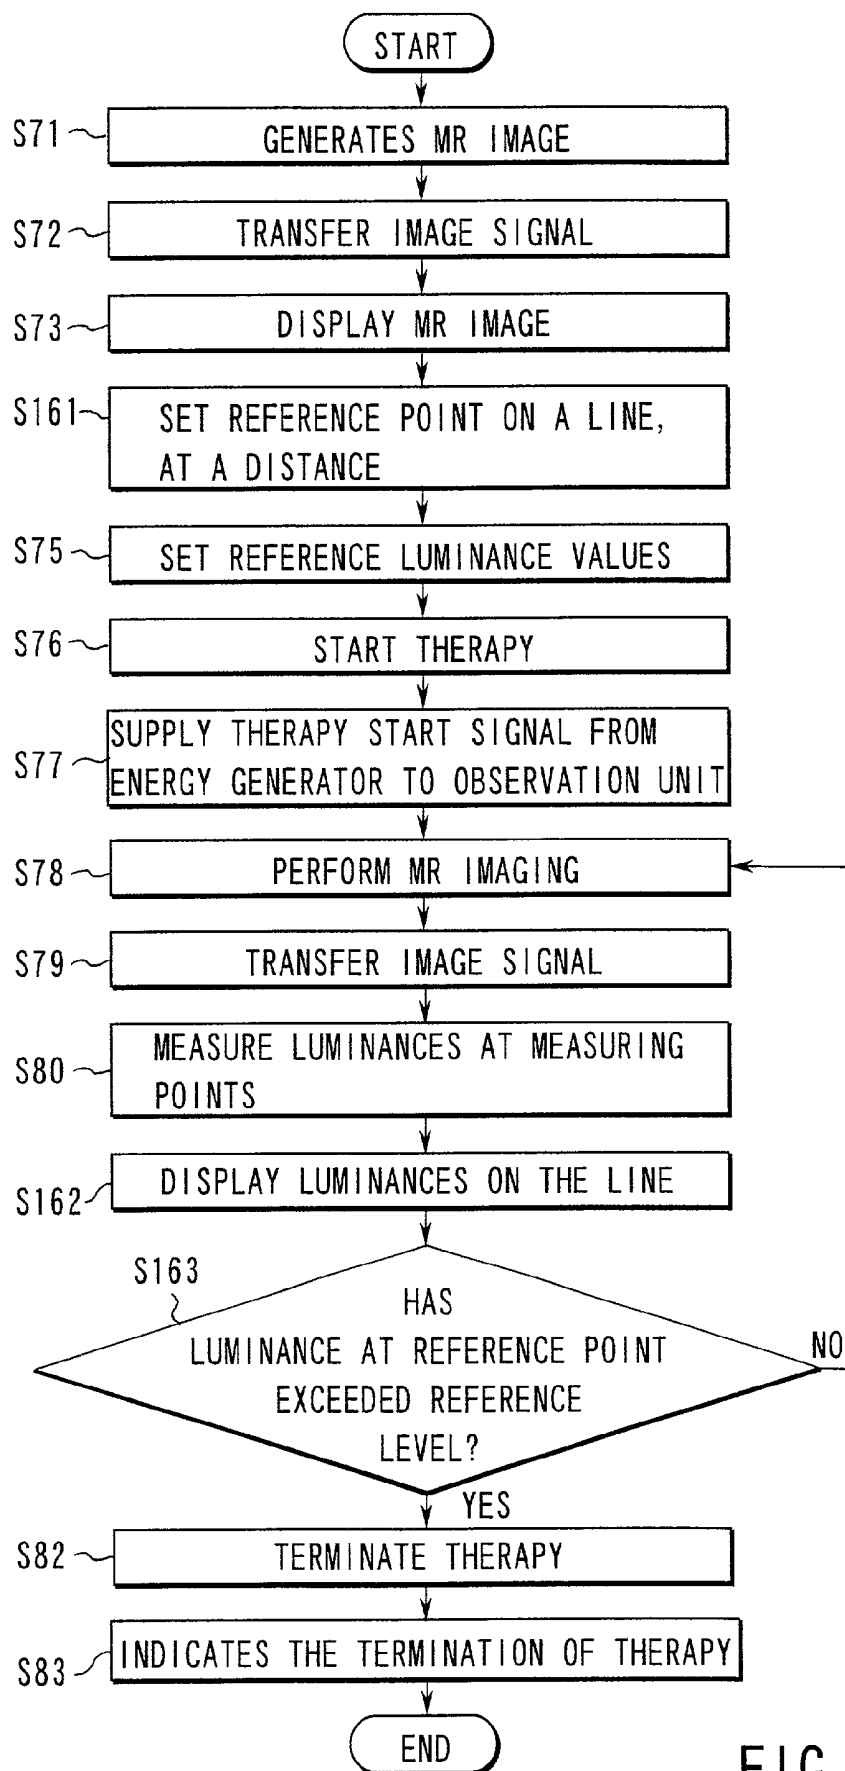 START
S71
GENERATES MR IMAGE
S72
TRANSFER IMAGE SIGNAL
S73
DISPLAY MR IMAGE
S161
SET REFERENCE POINT ON A LINE,
AT A DISTANCE
S75
SET REFERENCE LUMINANCE VALUES
S76
START THERAPY
S77
SUPPLY THERAPY START SIGNAL FROM
ENERGY GENERATOR TO OBSERVATION UNIT
S78
PERFORM MR IMAGING
S79
TRANSFER IMAGE SIGNAL
S80
MEASURE LUMINANCES AT MEASURING
POINTS
S162
DISPLAY LUMINANCES ON THE LINE
S163
HAS
LUMINANCE AT REFERENCE POINT
EXCEEDED REFERENCE
LEVEL?
NO
YES
S82
TERMINATE THERAPY
S83
INDICATES THE TERMINATION OF THERAPY
END
FIG